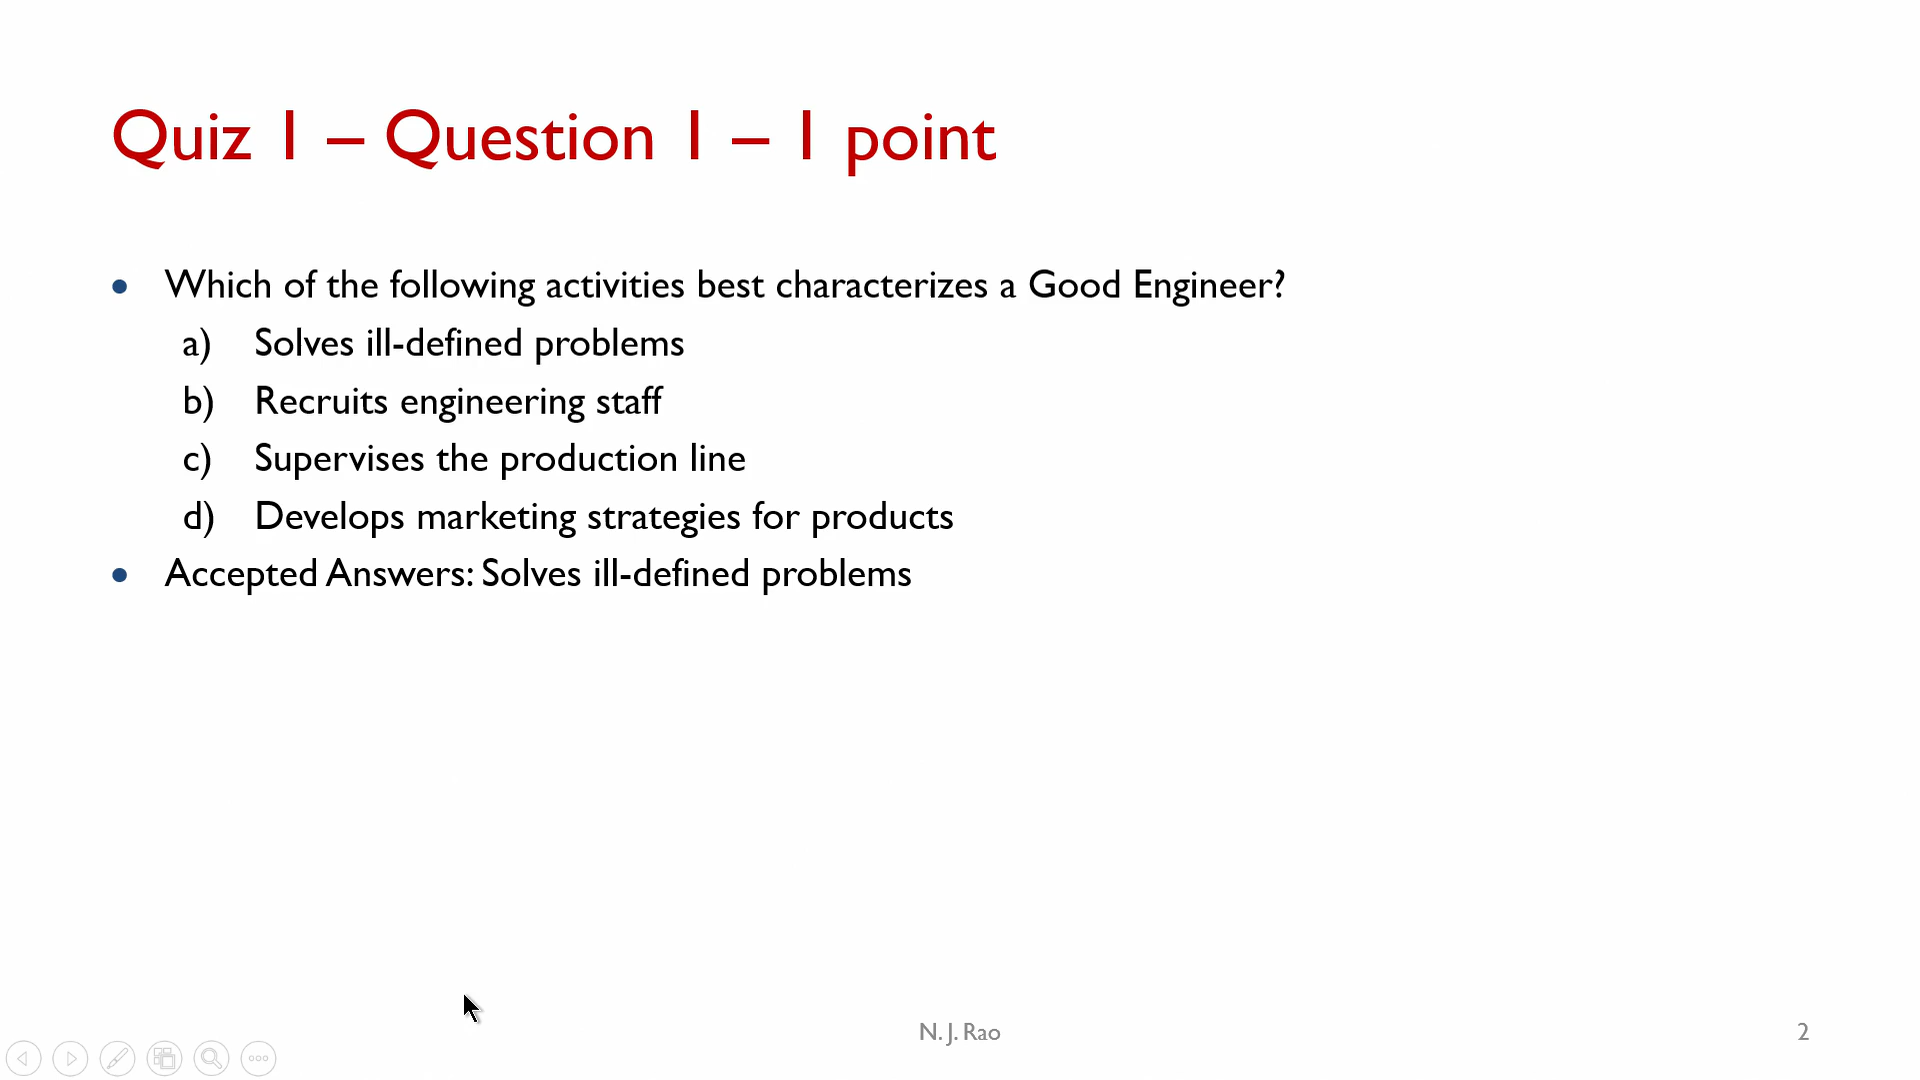 Quiz 1 – Question 1 – 1 point
• Which of the following activities best characterizes a Good Engineer?
a) Solves ill-defined problems
b) Recruits engineering staff
c) Supervises the production line
d) Develops marketing strategies for products
• Accepted Answers: Solves ill-defined problems
N. J. Rao
2